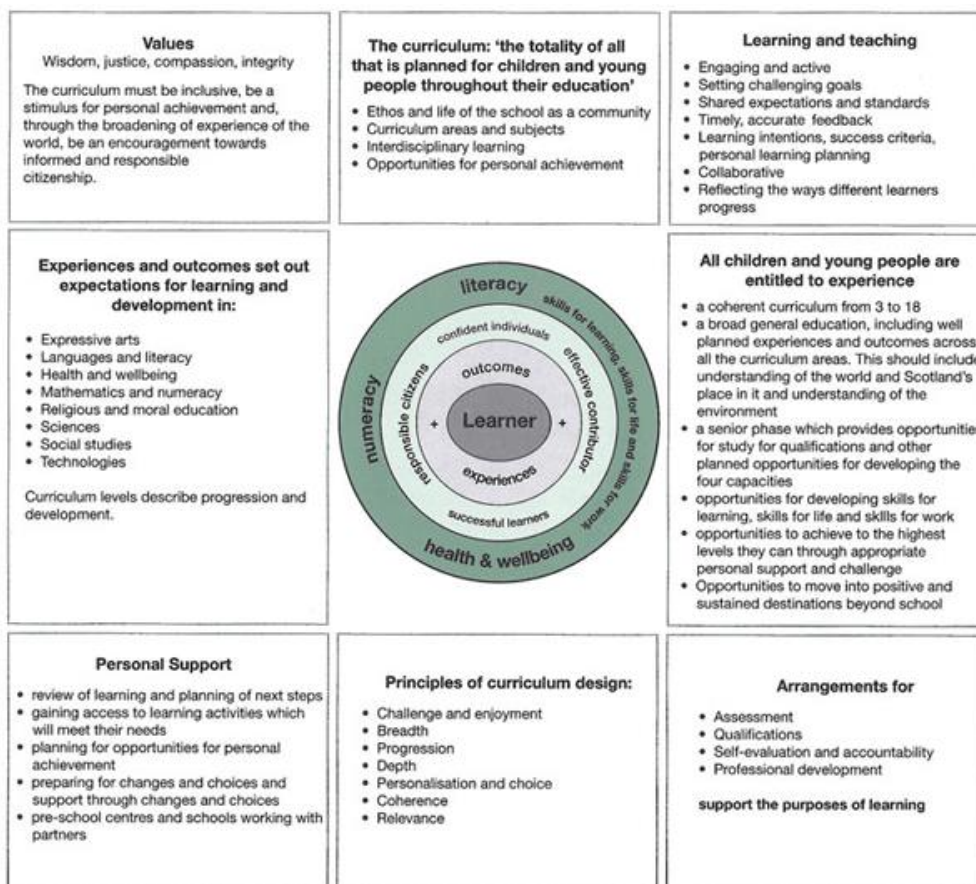 Values
Wisdom, justice, compassion, integrity
The curriculum must be inclusive, be a
stimulus for personal achievement and,
through the broadening of experience of the
world, be an encouragement towards
informed and responsible
citizenship.
The curriculum: ‘the totality of all
that is planned for children and young
people throughout their education’
• Ethos and life of the school as a community
• Curriculum areas and subjects
• Interdisciplinary learning
• Opportunities for personal achievement
Learning and teaching
• Engaging and active
• Setting challenging goals
• Shared expectations and standards
• Timely, accurate feedback
• Learning intentions, success criteria,
personal learning planning
• Collaborative
• Reflecting the ways different learners
progress
Experiences and outcomes set out
expectations for learning and
development in:
• Expressive arts
• Languages and literacy
• Health and wellbeing
• Mathematics and numeracy
• Religious and moral education
• Sciences
• Social studies
• Technologies
Curriculum levels describe progression and
development.
literacy
skills for learning, skills for life and skills for work
health & wellbeing
numeracy
confident individuals
effective contributor
successful learners
responsible citizens
outcomes
+ Learner +
experiences
All children and young people are
entitled to experience
• a coherent curriculum from 3 to 18
• a broad general education, including well
planned experiences and outcomes across
all the curriculum areas. This should include
understanding of the world and Scotland's
place in it and understanding of the
environment
• a senior phase which provides opportunitie
for study for qualifications and other
planned opportunities for developing the
four capacities
• opportunities for developing skills for
learning, skills for life and skills for work
• opportunities to achieve to the highest
levels they can through appropriate
personal support and challenge
• Opportunities to move into positive and
sustained destinations beyond school
Personal Support
• review of learning and planning of next steps
• gaining access to learning activities which
will meet their needs
• planning for opportunities for personal
achievement
• preparing for changes and choices and
support through changes and choices
• pre-school centres and schools working with
partners
Principles of curriculum design:
• Challenge and enjoyment
• Breadth
• Progression
• Depth
• Personalisation and choice
• Coherence
• Relevance
Arrangements for
• Assessment
• Qualifications
• Self-evaluation and accountability
• Professional development
support the purposes of learning